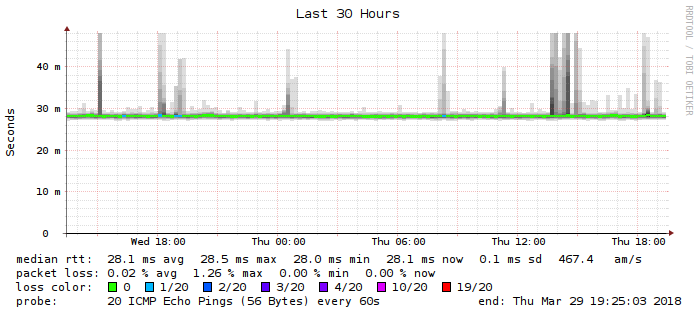 Last 30 Hours
RRDTOOL / TOBI OETIKER
Seconds
40 m
30 m
20 m
10 m
0
Wed 18:00 Thu 00:00 Thu 06:00 Thu 12:00 Thu 18:00
median rtt: 28.1 ms avg 28.5 ms max 28.0 ms min 28.1 ms now 0.1 ms sd 467.4 am/s
packet loss: 0.02 % avg 1.26 % max 0.00 % min 0.00 % now
loss color: 0 1/20 2/20 3/20 4/20 10/20 19/20
probe: 20 ICMP Echo Pings (56 Bytes) every 60s end: Thu Mar 29 19:25:03 2018